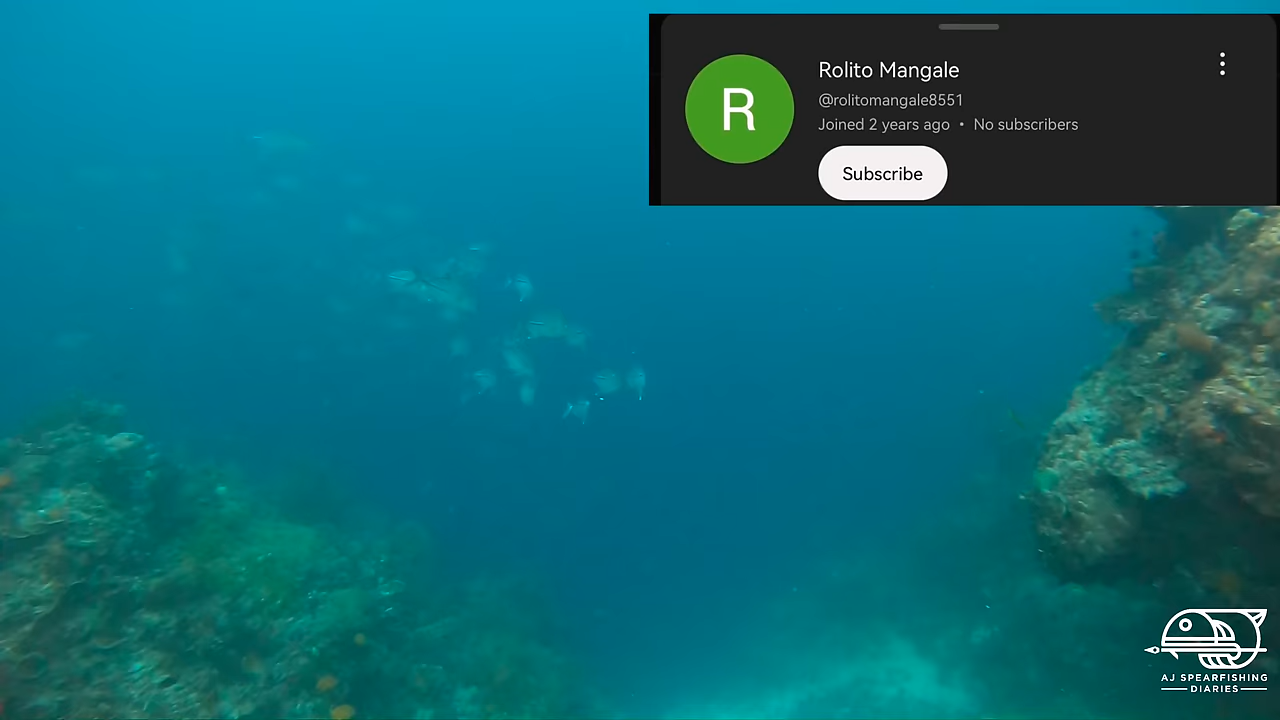 R
Rolito Mangale
@rolitomangale8551
Joined 2 years ago • No subscribers
Subscribe
AJ SPEARFISHING
DIARIES